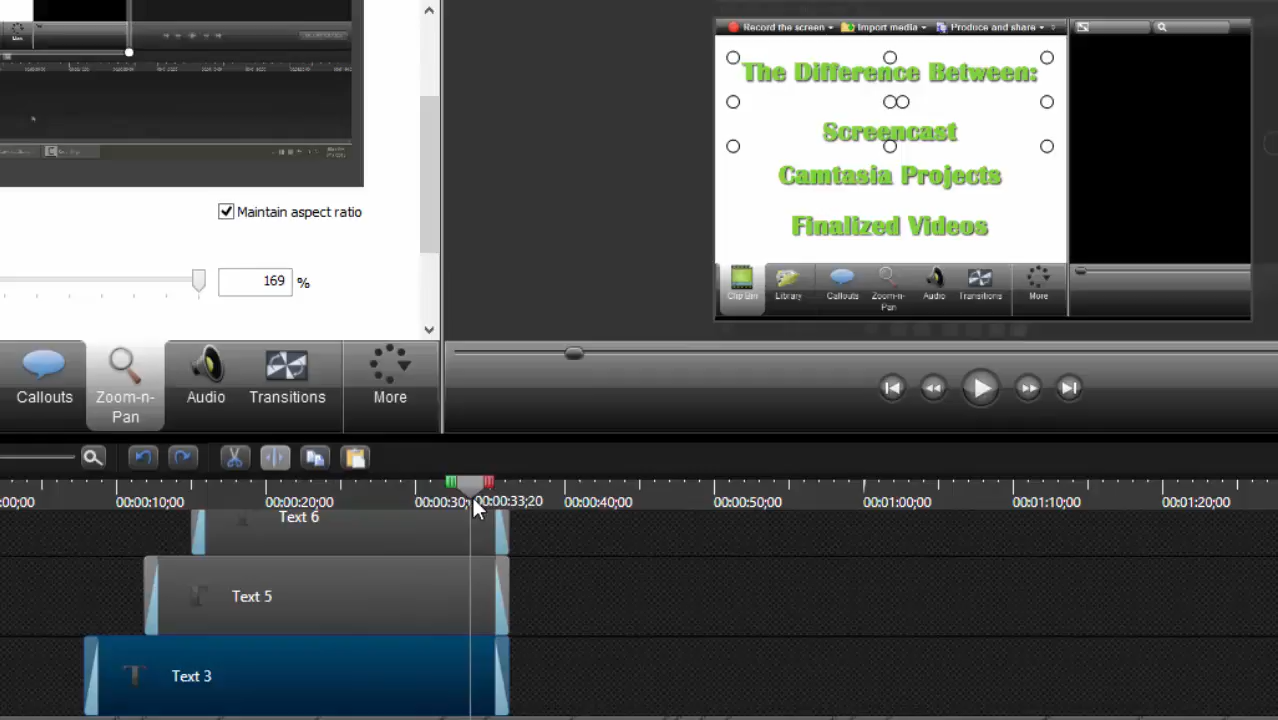 Record the screen
Import media
Produce and share
The Difference Between:
Screencast
Camtasia Projects
Finalized Videos
Maintain aspect ratio
169 %
Clip Bin
Library
Callouts
Zoom-n-
Pan
Audio
Transitions
More
Callouts
Zoom-n-
Pan
Audio
Transitions
More
00:00 00:00:10;00 00:00:20;00 00:00:30; 00:00:33;20 00:00:40;00 00:00:50;00 00:01:00;00 00:01:10;00 00:01:20;00
Text 6
Text 5
Text 3